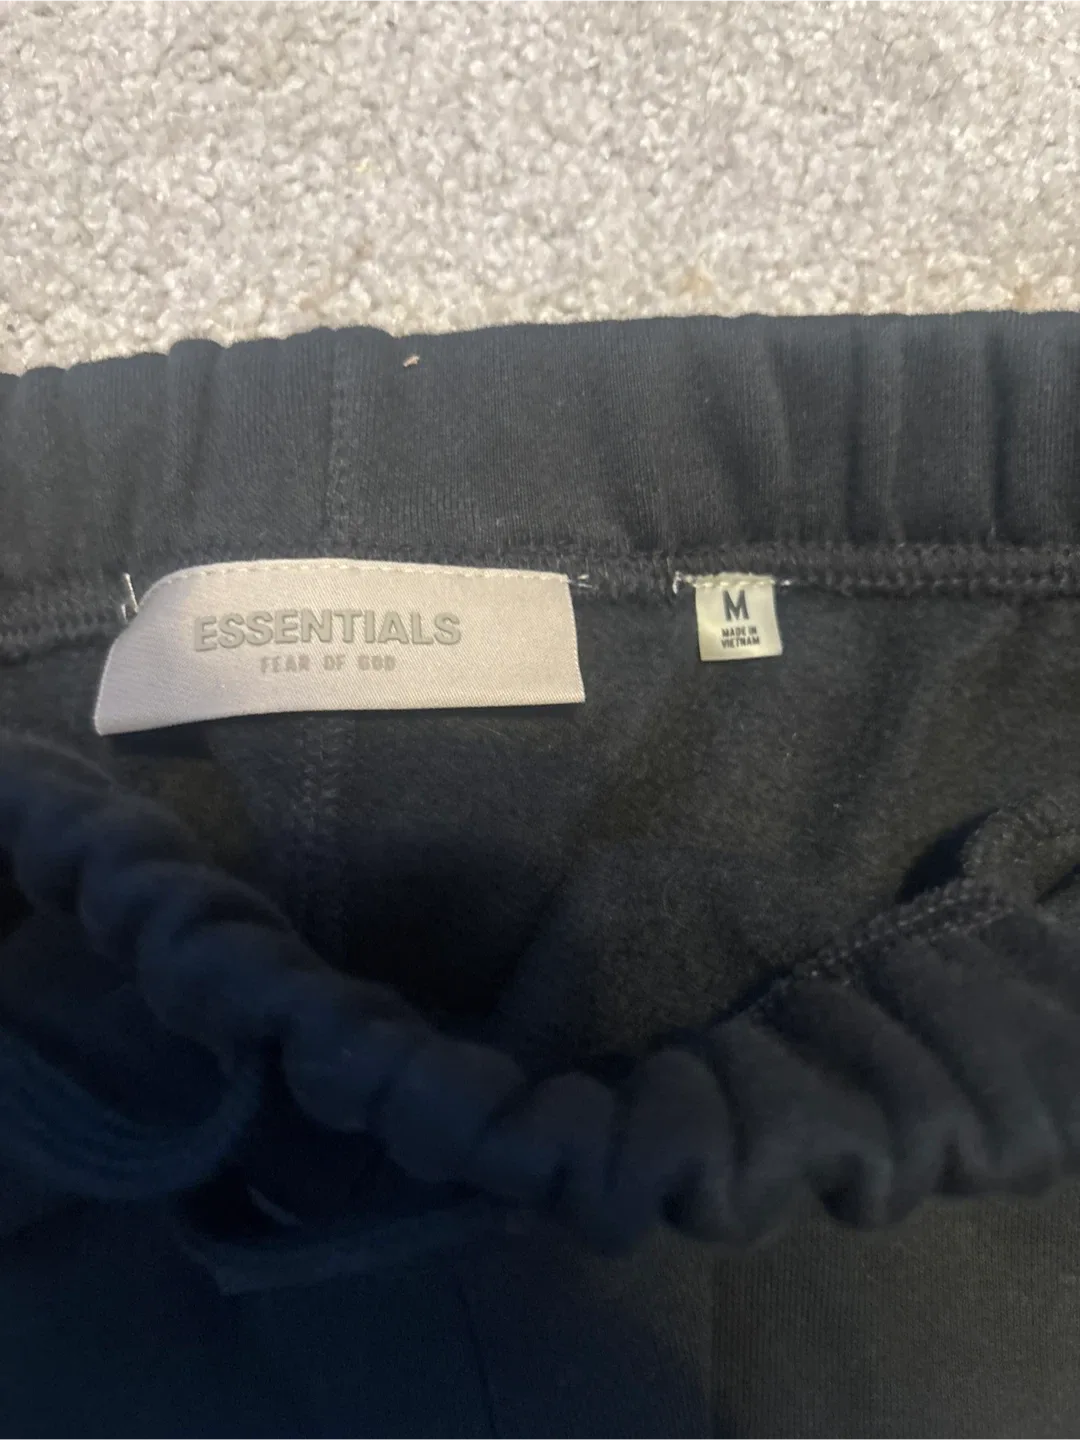 ESSENTIALS
FEAR OF GOD
M
MADE IN
VIETNAM